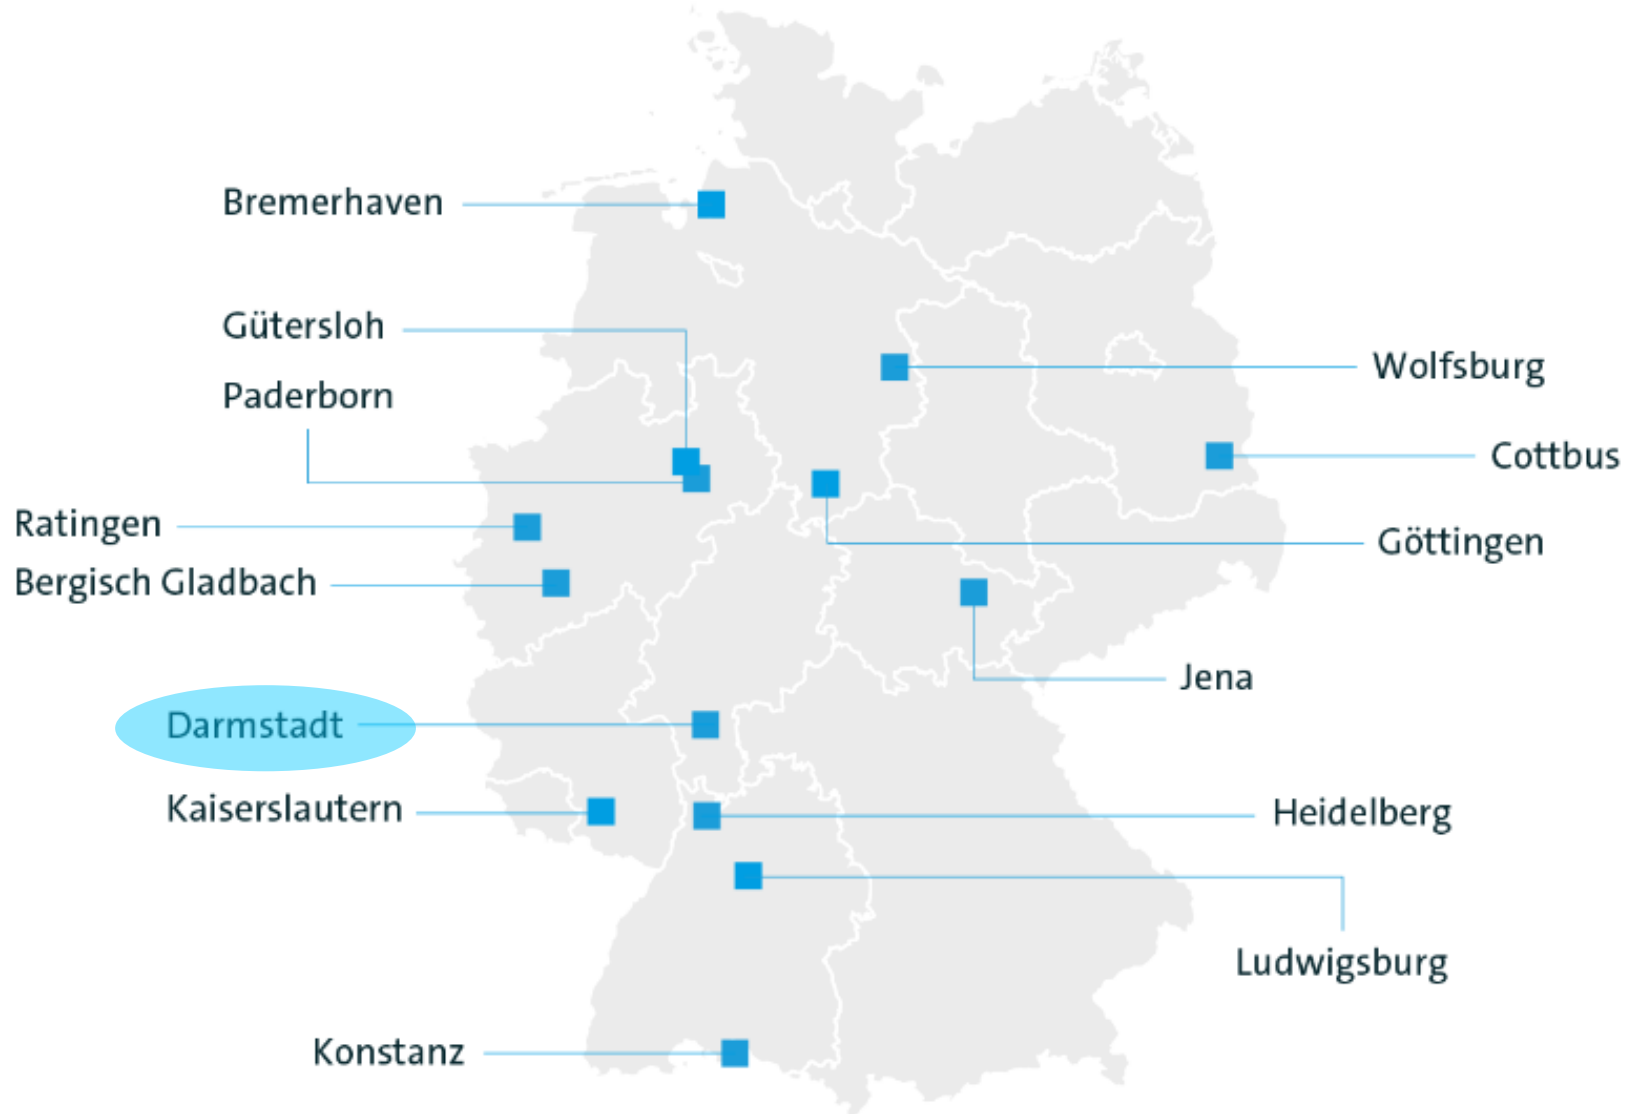 Bremerhaven
Gütersloh
Paderborn
Ratingen
Bergisch Gladbach
Darmstadt
Kaiserslautern
Konstanz
Wolfsburg
Cottbus
Göttingen
Jena
Heidelberg
Ludwigsburg